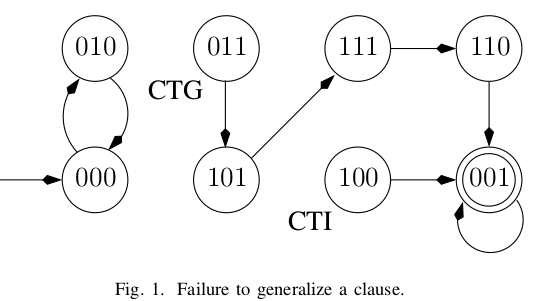 010 011 111 110
CTG
000 101 100 001
CTI
Fig. 1. Failure to generalize a clause.